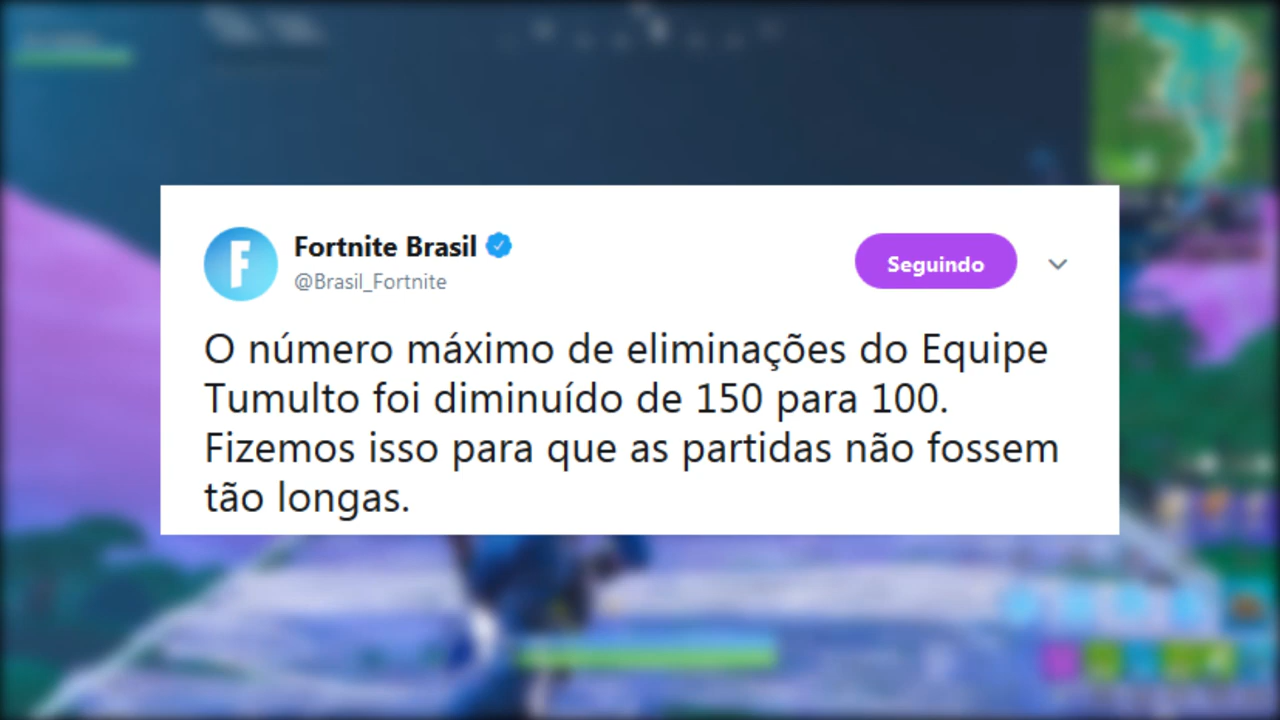 Fortnite Brasil
@Brasil_Fortnite
Seguindo
O número máximo de eliminações do Equipe
Tumulto foi diminuído de 150 para 100.
Fizemos isso para que as partidas não fossem
tão longas.